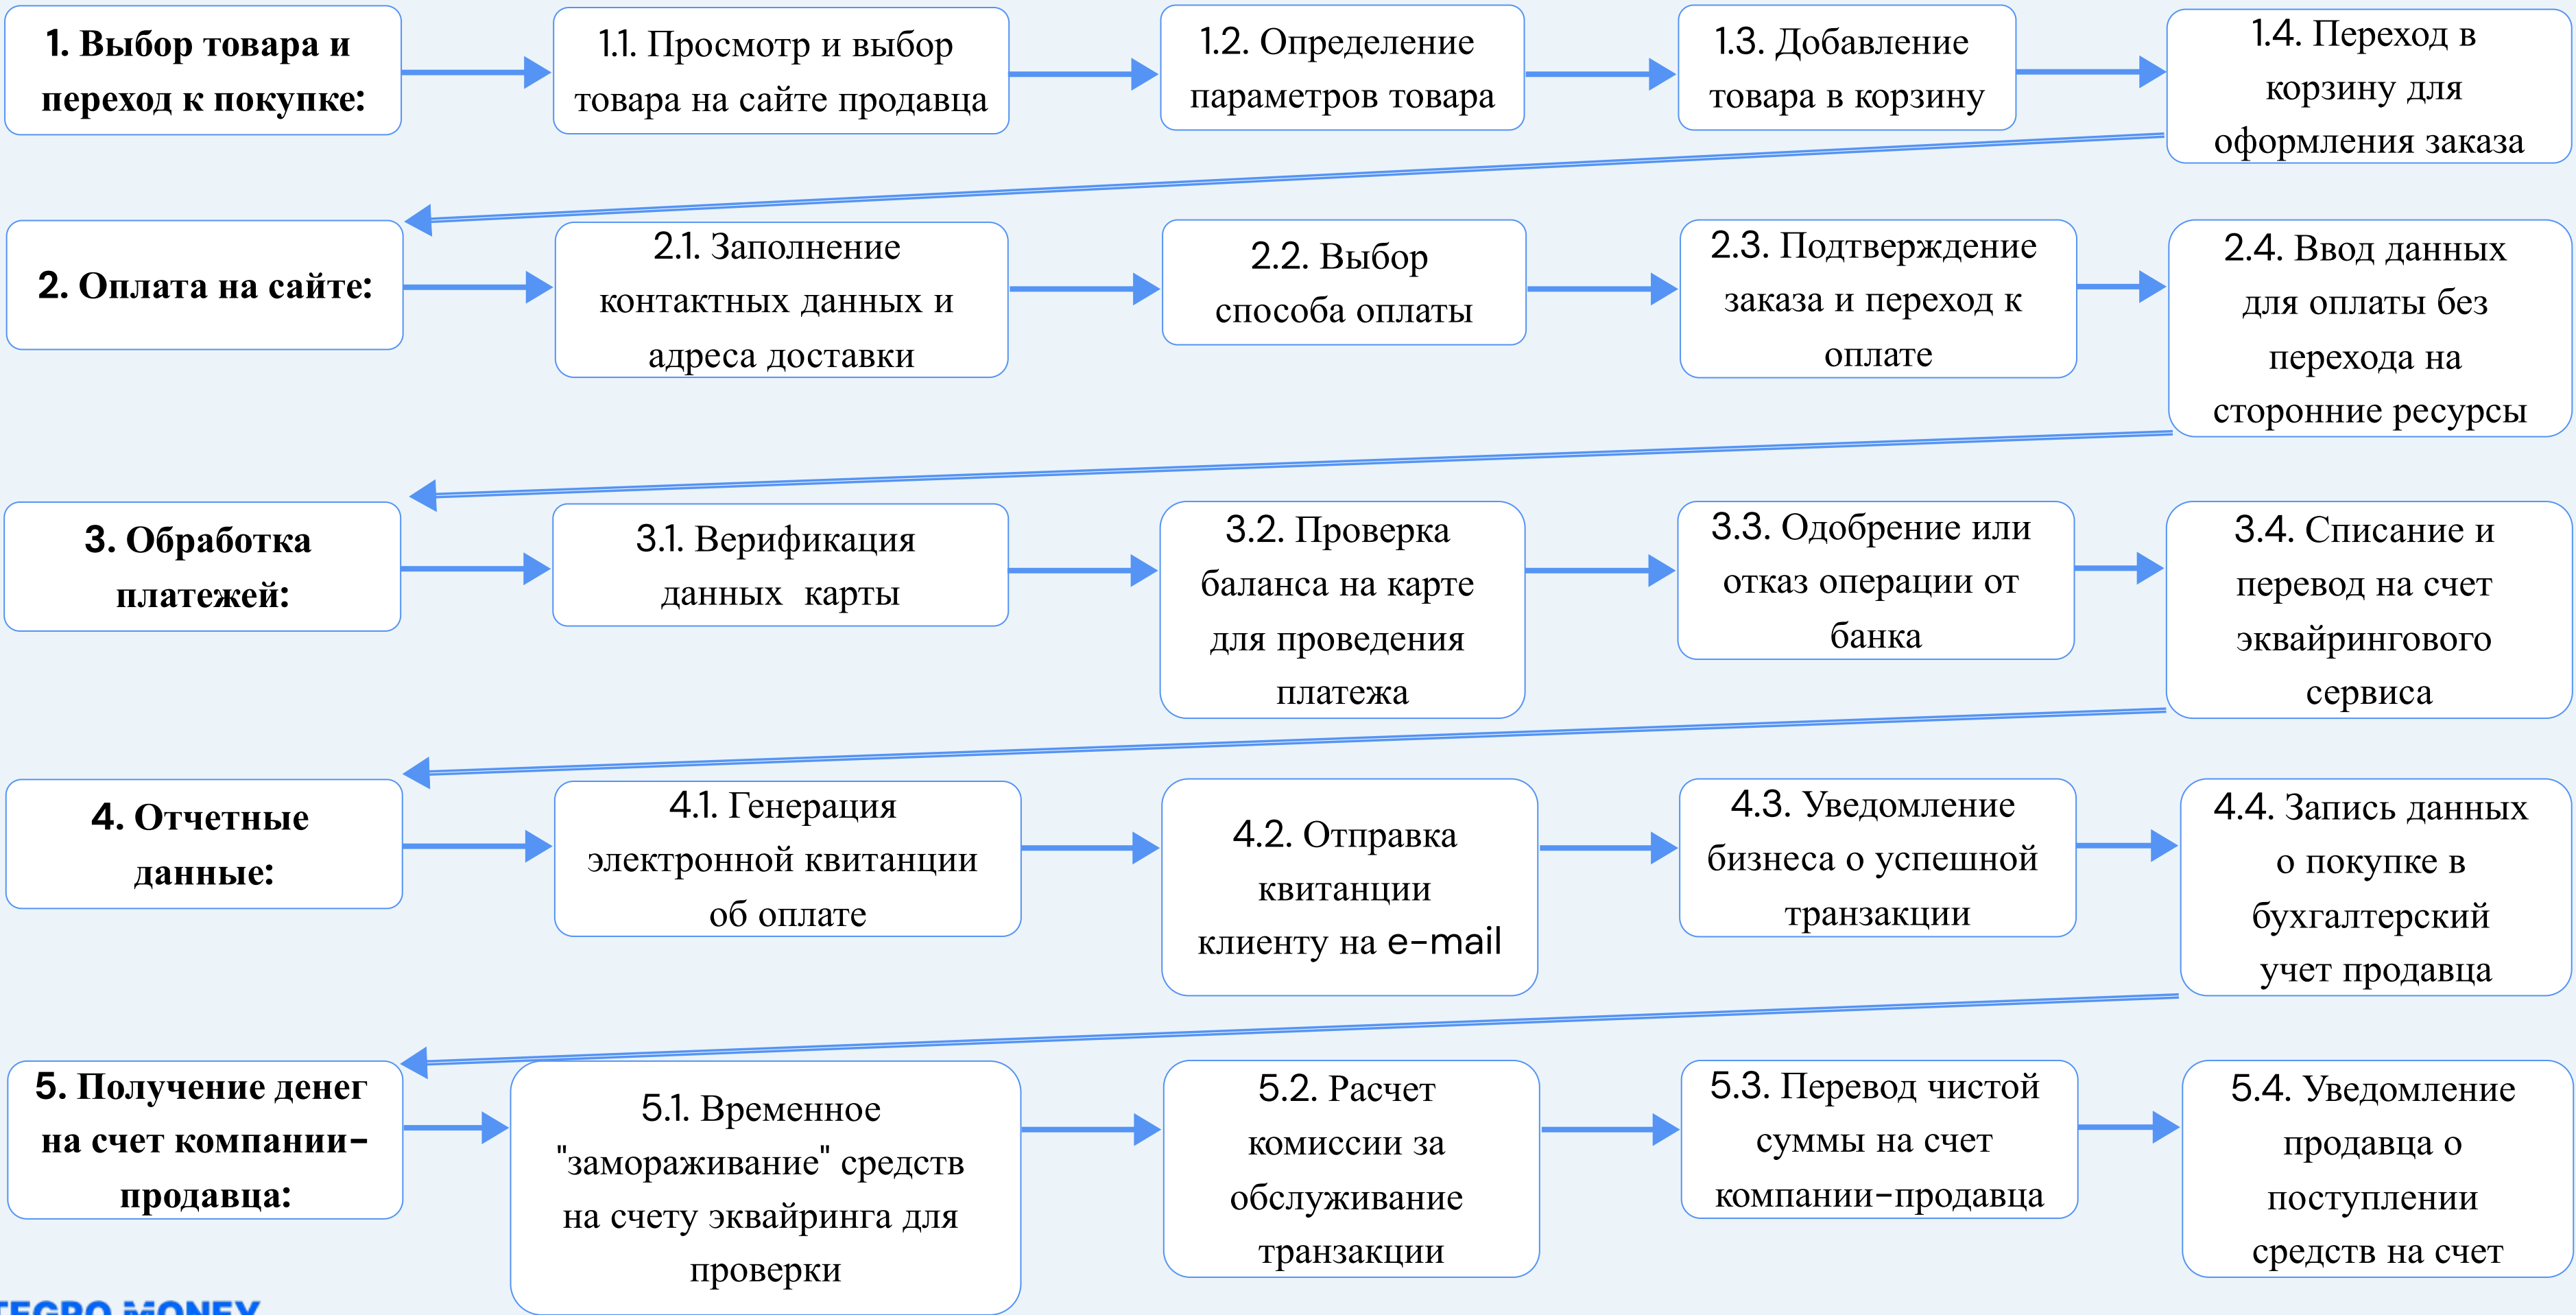 1. Выбор товара и
переход к покупке:
1.1. Просмотр и выбор
товара на сайте продавца
1.2. Определение
параметров товара
1.3. Добавление
товара в корзину
1.4. Переход в
корзину для
оформления заказа
2. Оплата на сайте:
2.1. Заполнение
контактных данных и
адреса доставки
2.2. Выбор
способа оплаты
2.3. Подтверждение
заказа и переход к
оплате
2.4. Ввод данных
для оплаты без
перехода на
сторонние ресурсы
3. Обработка
платежей:
3.1. Верификация
данных карты
3.2. Проверка
баланса на карте
для проведения
платежа
3.3. Одобрение или
отказ операции от
банка
3.4. Списание и
перевод на счет
эквайрингового
сервиса
4. Отчетные
данные:
4.1. Генерация
электронной квитанции
об оплате
4.2. Отправка
квитанции
клиенту на e-mail
4.3. Уведомление
бизнеса о успешной
транзакции
4.4. Запись данных
о покупке в
бухгалтерский
учет продавца
5. Получение денег
на счет компании-
продавца:
5.1. Временное
"замораживание" средств
на счету эквайринга для
проверки
5.2. Расчет
комиссии за
обслуживание
транзакции
5.3. Перевод чистой
суммы на счет
компании-продавца
5.4. Уведомление
продавца о
поступлении
средств на счет
TEGRO MONEY